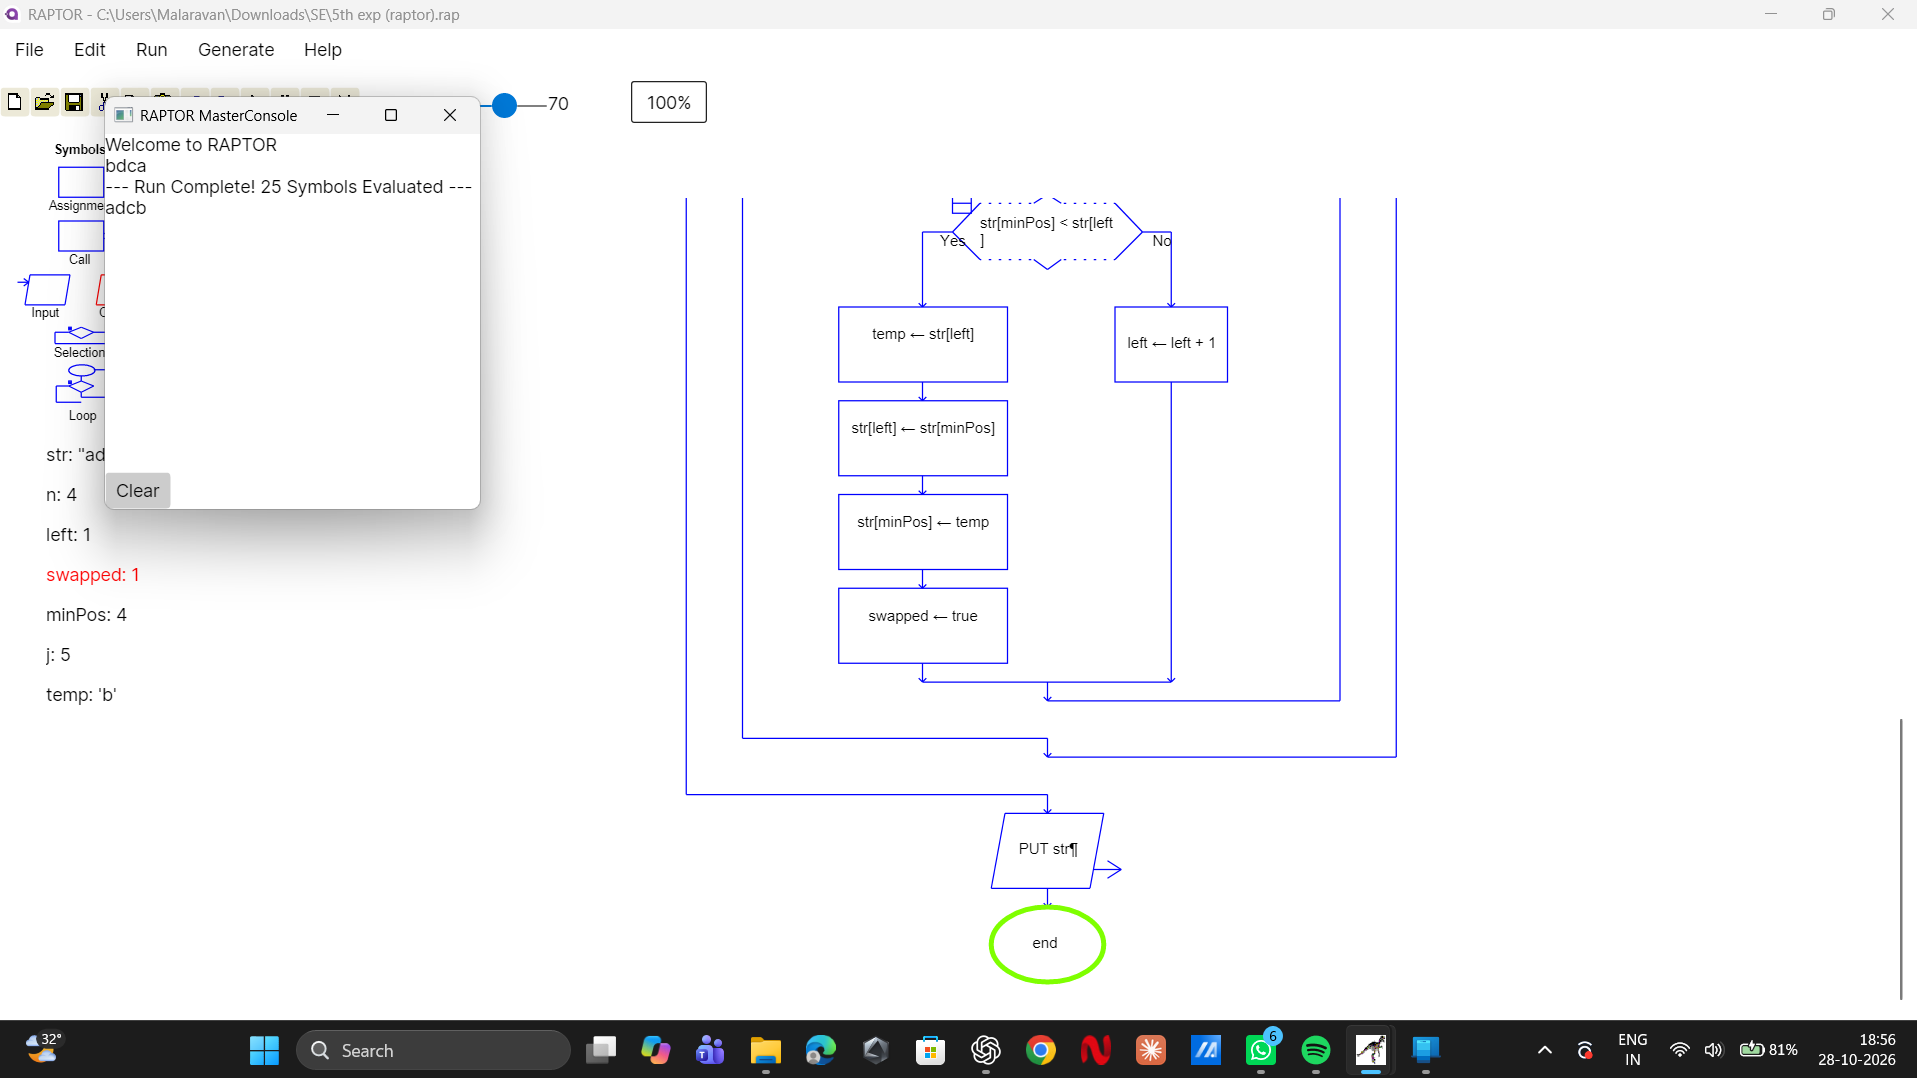 RAPTOR - C:\Users\Malaravan\Downloads\SE\5th exp (raptor).rap
File Edit Run Generate Help
70
100%
RAPTOR MasterConsole
Welcome to RAPTOR
bdca
--- Run Complete! 25 Symbols Evaluated ---
adcb
Clear
Symbols
Assignme
Call
Input
Selection
Loop
str: "ad
n: 4
left: 1
swapped: 1
minPos: 4
j: 5
temp: 'b'
str[minPos] < str[left
]
Yes
No
temp ← str[left]
left ← left + 1
str[left] ← str[minPos]
str[minPos] ← temp
swapped ← true
PUT str¶
end
32°
Search
6
ENG
IN
81%
18:56
28-10-2026